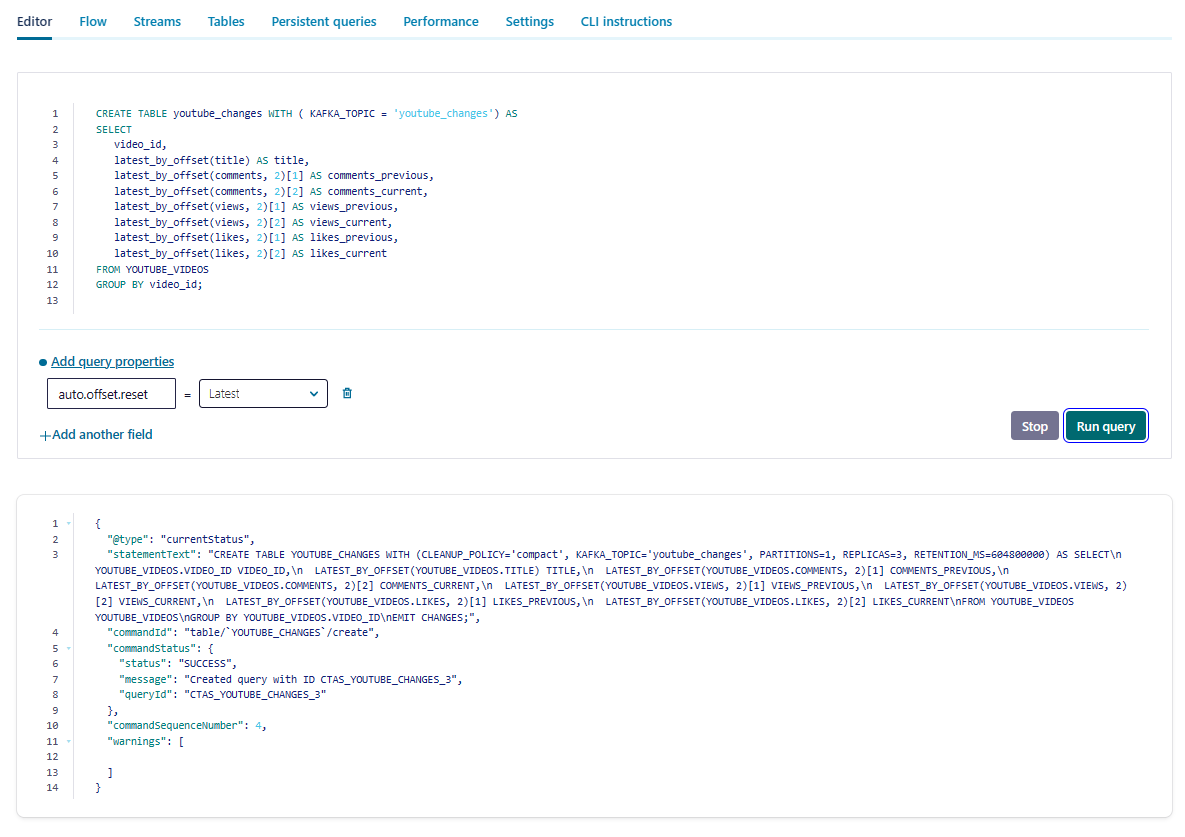 Editor Flow Streams Tables Persistent queries Performance Settings CLI instructions
1 CREATE TABLE youtube_changes WITH ( KAFKA_TOPIC = 'youtube_changes') AS
2 SELECT
3 video_id,
4 latest_by_offset(title) AS title,
5 latest_by_offset(comments, 2)[1] AS comments_previous,
6 latest_by_offset(comments, 2)[2] AS comments_current,
7 latest_by_offset(views, 2)[1] AS views_previous,
8 latest_by_offset(views, 2)[2] AS views_current,
9 latest_by_offset(likes, 2)[1] AS likes_previous,
10 latest_by_offset(likes, 2)[2] AS likes_current
11 FROM YOUTUBE_VIDEOS
12 GROUP BY video_id;
13
Add query properties
auto.offset.reset = Latest
+Add another field
Stop Run query
1 {
2 "@type": "currentStatus",
3 "statementText": "CREATE TABLE YOUTUBE_CHANGES WITH (CLEANUP_POLICY='compact', KAFKA_TOPIC='youtube_changes', PARTITIONS=1, REPLICAS=3, RETENTION_MS=604800000) AS SELECT\n
YOUTUBE_VIDEOS.VIDEO_ID VIDEO_ID,\n LATEST_BY_OFFSET(YOUTUBE_VIDEOS.TITLE) TITLE,\n LATEST_BY_OFFSET(YOUTUBE_VIDEOS.COMMENTS, 2)[1] COMMENTS_PREVIOUS,\n
LATEST_BY_OFFSET(YOUTUBE_VIDEOS.COMMENTS, 2)[2] COMMENTS_CURRENT,\n LATEST_BY_OFFSET(YOUTUBE_VIDEOS.VIEWS, 2)[1] VIEWS_PREVIOUS,\n LATEST_BY_OFFSET(YOUTUBE_VIDEOS.VIEWS, 2)
[2] VIEWS_CURRENT,\n LATEST_BY_OFFSET(YOUTUBE_VIDEOS.LIKES, 2)[1] LIKES_PREVIOUS,\n LATEST_BY_OFFSET(YOUTUBE_VIDEOS.LIKES, 2)[2] LIKES_CURRENT\nFROM YOUTUBE_VIDEOS
YOUTUBE_VIDEOS\nGROUP BY YOUTUBE_VIDEOS.VIDEO_ID\nEMIT CHANGES;",
4 "commandId": "table/`YOUTUBE_CHANGES`/create",
5 "commandStatus": {
6 "status": "SUCCESS",
7 "message": "Created query with ID CTAS_YOUTUBE_CHANGES_3",
8 "queryId": "CTAS_YOUTUBE_CHANGES_3"
9 },
10 "commandSequenceNumber": 4,
11 "warnings": [
12
13 ]
14 }